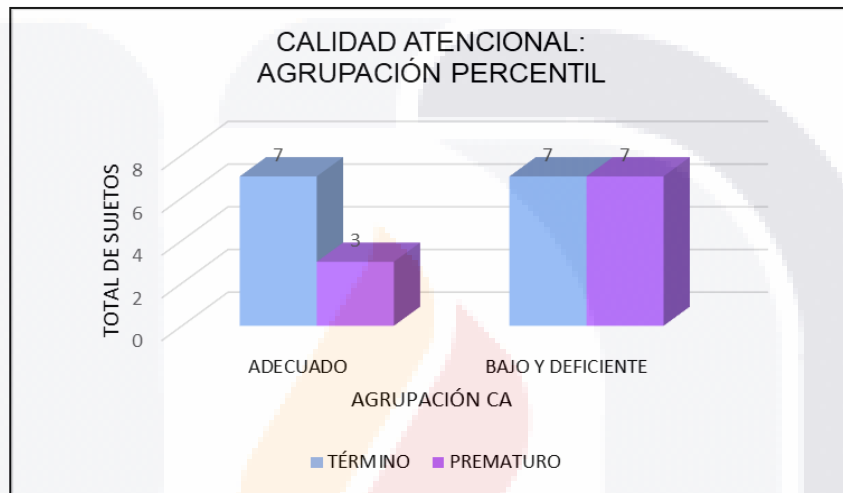 CALIDAD ATENCIONAL:
AGRUPACIÓN PERCENTIL
TOTAL DE SUJETOS
8
6
4
2
0
7
3
7
7
ADECUADO
BAJO Y DEFICIENTE
AGRUPACIÓN CA
TÉRMINO
PREMATURO